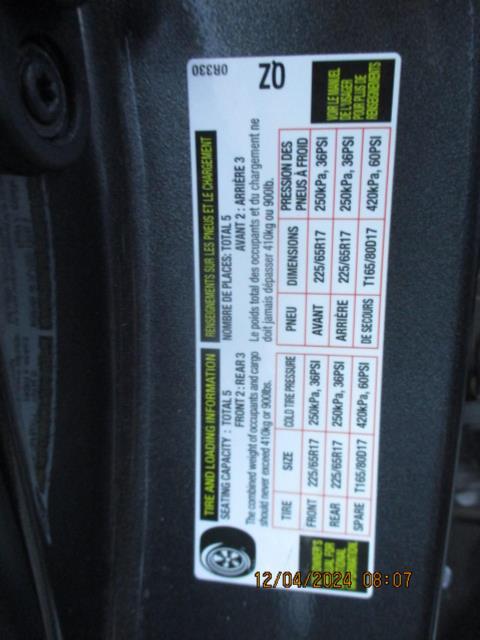 TIRE AND LOADING INFORMATION
SEATING CAPACITY : TOTAL 5
FRONT 2 : REAR 3
The combined weight of occupants and cargo
should never exceed 410kg or 900lbs.
TIRE SIZE COLD TIRE PRESSURE
FRONT 225/65R17 250kPa, 36PSI
REAR 225/65R17 250kPa, 36PSI
SPARE T165/80D17 420kPa, 60PSI
RENSEIGNEMENTS SUR LES PNEUS ET LE CHARGEMENT
NOMBRE DE PLACES: TOTAL 5
AVANT 2 : ARRIÈRE 3
Le poids total des occupants et du chargement ne
doit jamais dépasser 410kg ou 900lb.
PNEU DIMENSIONS PRESSION DES PNEUS À FROID
AVANT 225/65R17 250kPa, 36PSI
ARRIÈRE 225/65R17 250kPa, 36PSI
DE SECOURS T165/80D17 420kPa, 60PSI
VOIR LE MANUEL
DE L'USAGER
POUR PLUS DE
RENSEIGNEMENTS
0R330
QZ
12/04/2024 08:07